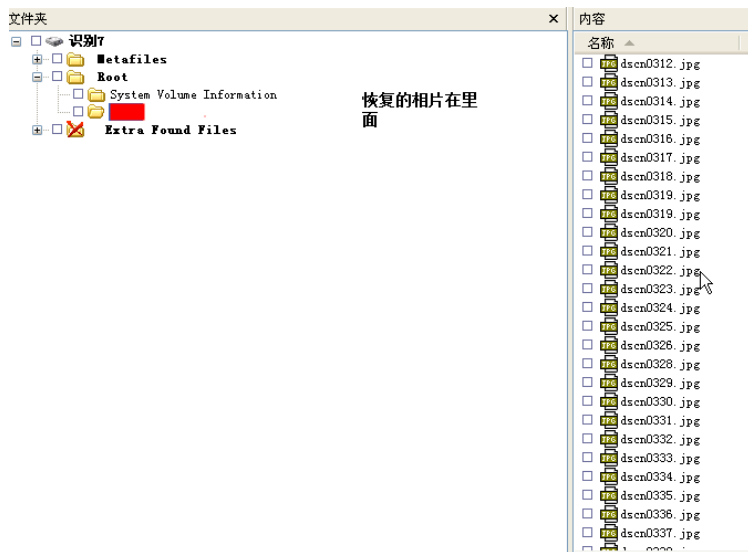 文件夹
内容
识别7
Metafiles
Root
System Volume Information
Extra Found Files
恢复的相片在里
面
名称
dscn0312.jpg
dscn0313.jpg
dscn0314.jpg
dscn0315.jpg
dscn0316.jpg
dscn0317.jpg
dscn0318.jpg
dscn0319.jpg
dscn0319.jpg
dscn0320.jpg
dscn0321.jpg
dscn0322.jpg
dscn0323.jpg
dscn0324.jpg
dscn0325.jpg
dscn0326.jpg
dscn0328.jpg
dscn0329.jpg
dscn0330.jpg
dscn0331.jpg
dscn0332.jpg
dscn0333.jpg
dscn0334.jpg
dscn0335.jpg
dscn0336.jpg
dscn0337.jpg